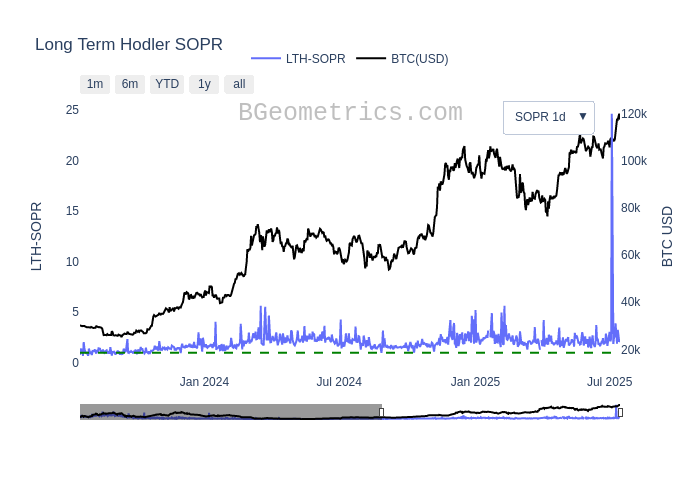 Long Term Hodler SOPR
LTH-SOPR BTC(USD)
1m 6m YTD 1y all
BGeometrics.com
SOPR 1d ▼
25
20
15
10
5
0
LTH-SOPR
120k
100k
80k
60k
40k
20k
BTC USD
Jan 2024 Jul 2024 Jan 2025 Jul 2025